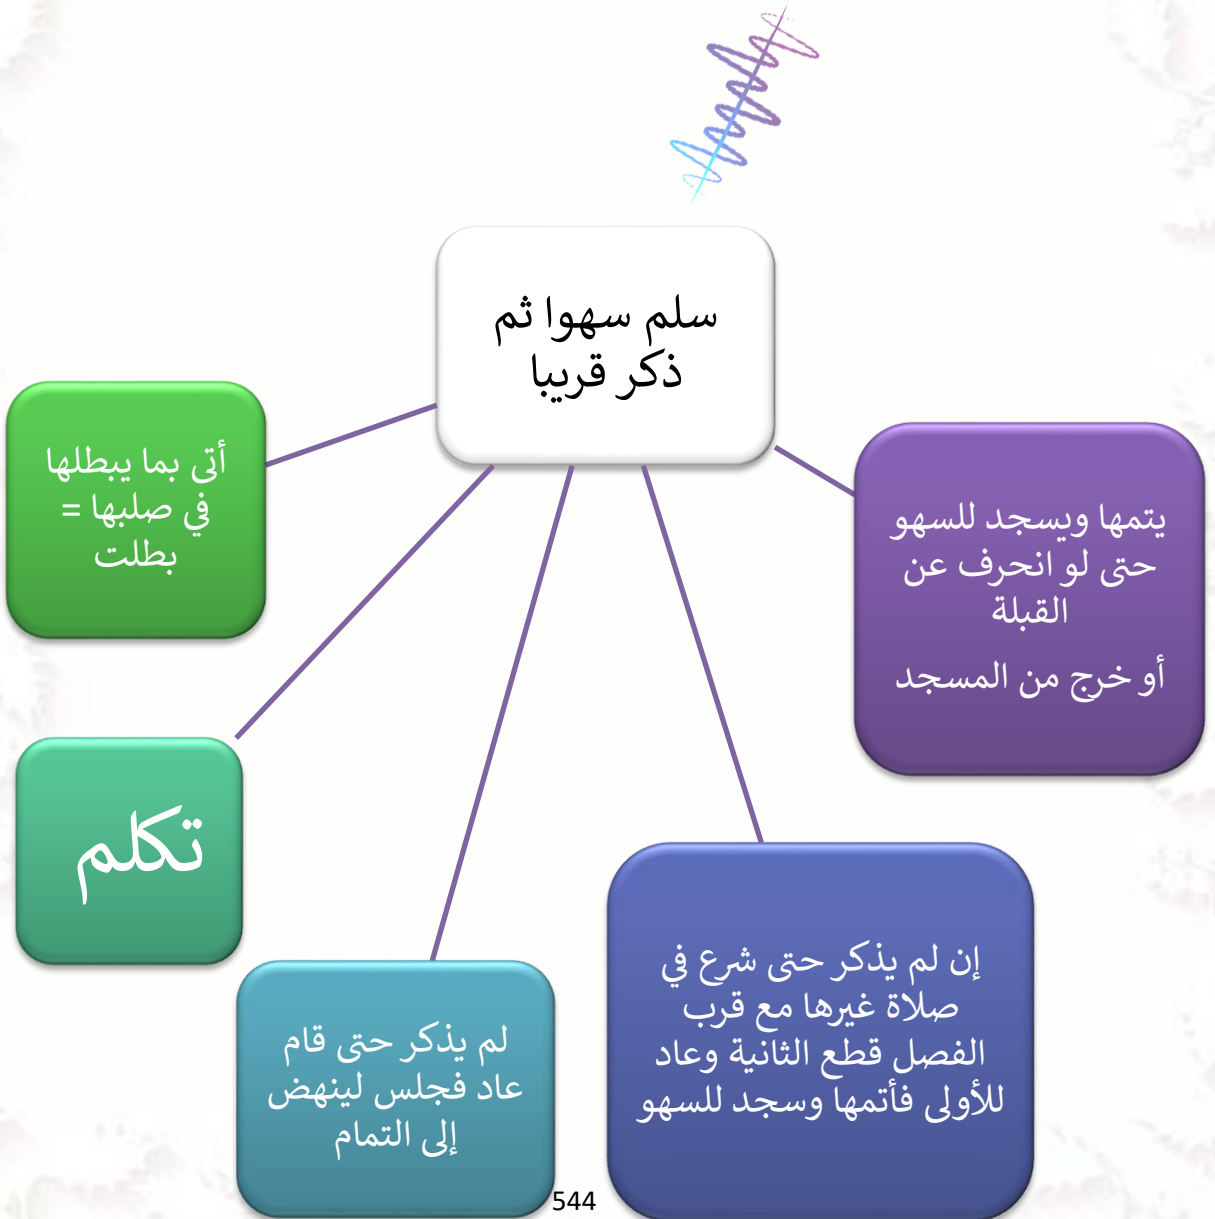 سلم سهوا ثم
ذكر قريبا
يتمها ويسجد للسهو
حتى لو انحرف عن
القبلة
أو خرج من المسجد
إن لم يذكر حتى شرع في
صلاة غيرها مع قرب
الفصل قطع الثانية وعاد
للأولى فأتمها وسجد للسهو
لم يذكر حتى قام
عاد فجلس لينهض
إلى التمام
تكلم
أتى بما يبطلها
في صلبها =
بطلت
544